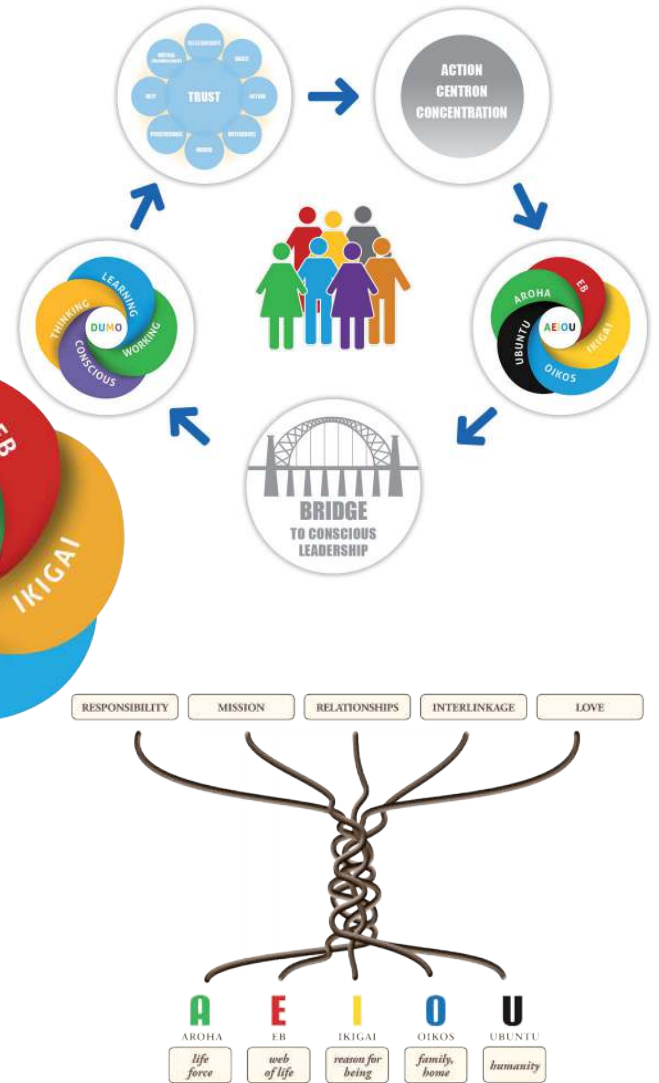 RELATIONSHIPS
TRUST
ACTION
CENTRON
CONCENTRATION
LEARNING
THINKING
DUMO
WORKING
CONSCIOUS
EB
AROHA
AEIOU
IKIGAI
UBUNTU
OIKOS
BRIDGE
TO CONSCIOUS
LEADERSHIP
EB
IKIGAI
RESPONSIBILITY
MISSION
RELATIONSHIPS
INTERLINKAGE
LOVE
A
E
I
O
U
AROHA
EB
IKIGAI
OIKOS
UBUNTU
life
force
web
of life
reason for
being
family,
home
humanity